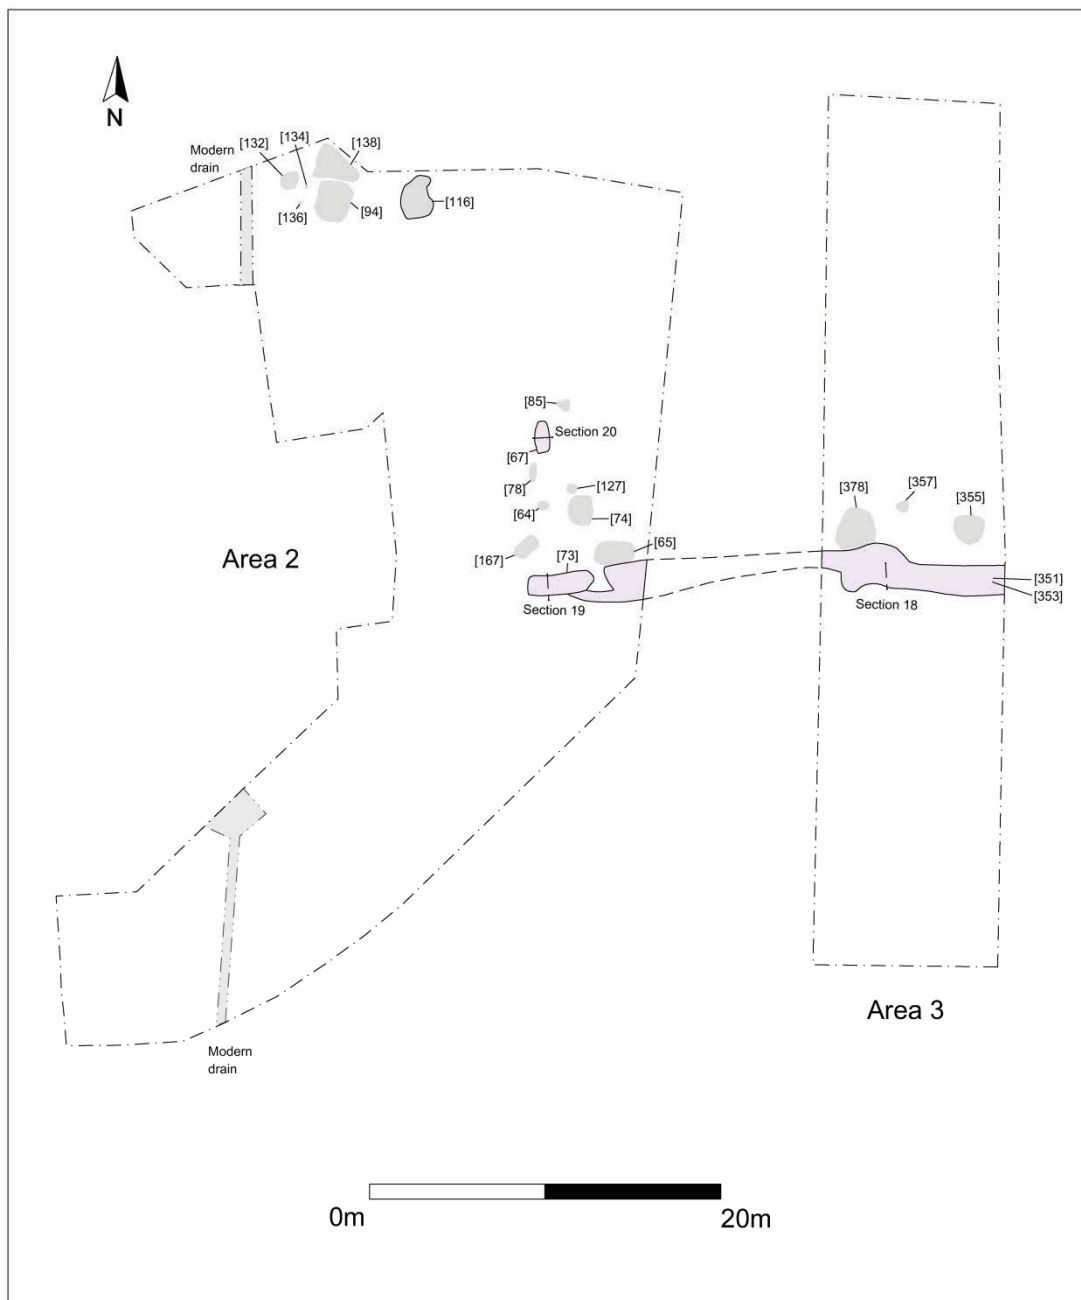 N
Modern
drain
[132]
[134]
[138]
[136]
[94]
[116]
[85]
Section 20
[67]
[78]
[127]
[64]
[74]
[378]
[357]
[355]
[167]
[73]
[65]
Area 2
Section 19
Section 18
[351]
[353]
Area 3
Modern
drain
0m
20m